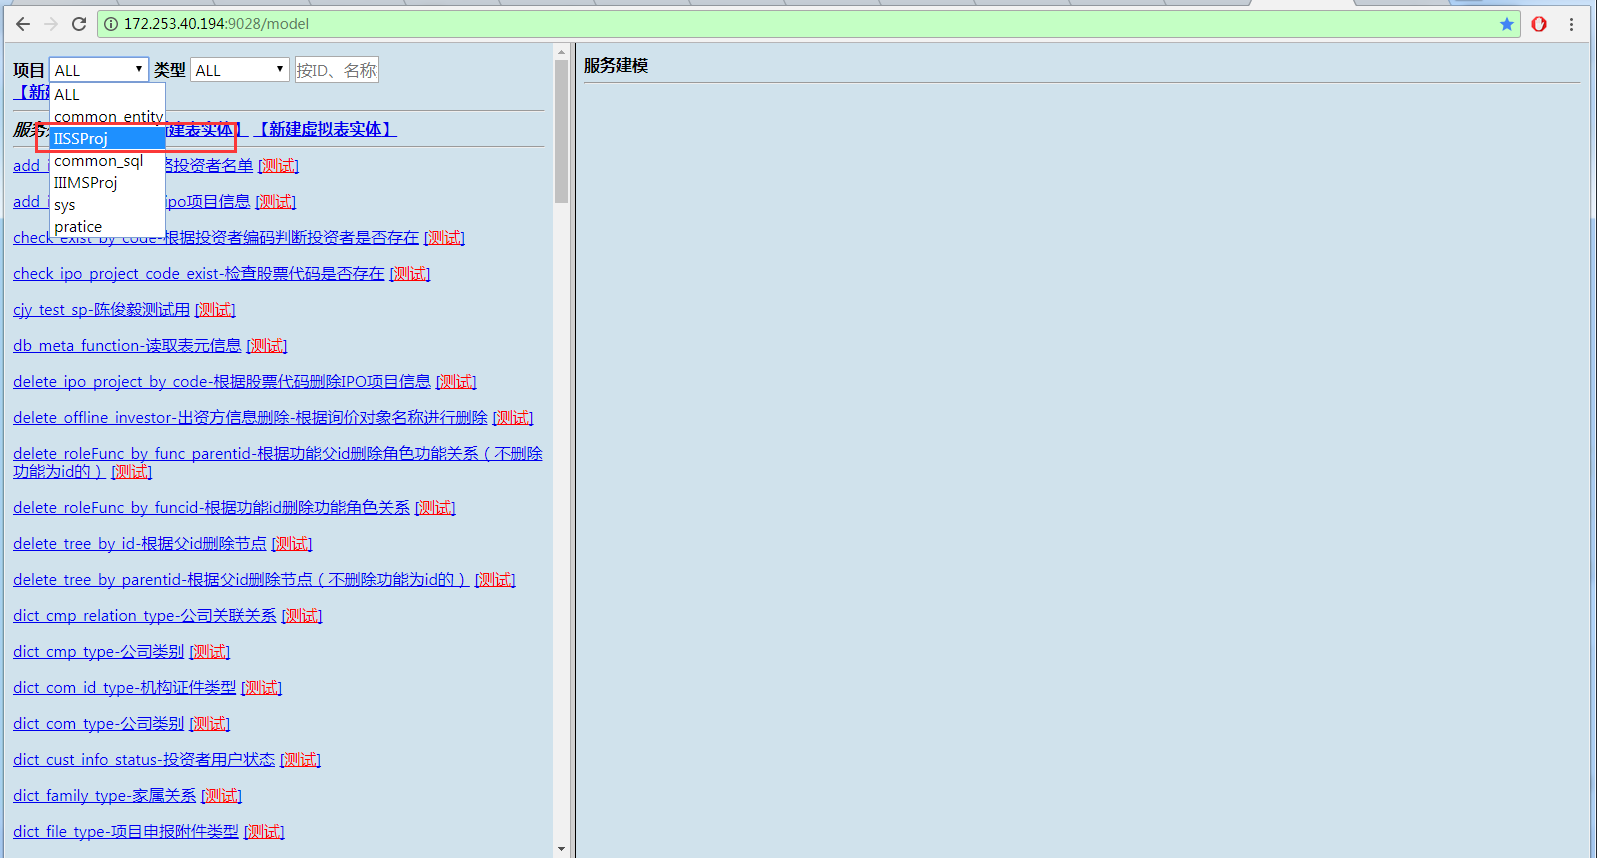 172.253.40.194:9028/model
项目 ALL 类型 ALL 按ID、名称
【新建
ALL
common_entity
IISSProj
common_sql
IIIMSProj
sys
pratice
服务 新建表实体】 【新建虚拟表实体】
add_i 投资者名单 [测试]
add_i ipo项目信息 [测试]
check_exist_by_code-根据投资者编码判断投资者是否存在 [测试]
check_ipo_project_code_exist-检查股票代码是否存在 [测试]
cjy_test_sp-陈俊毅测试用 [测试]
db_meta_function-读取表元信息 [测试]
delete_ipo_project_by_code-根据股票代码删除IPO项目信息 [测试]
delete_offline_investor-出资方信息删除-根据询价对象名称进行删除 [测试]
delete_roleFunc_by_func_parentid-根据功能父id删除角色功能关系（不删除
功能为id的） [测试]
delete_roleFunc_by_funcid-根据功能id删除功能角色关系 [测试]
delete_tree_by_id-根据父id删除节点 [测试]
delete_tree_by_parentid-根据父id删除节点（不删除功能为id的） [测试]
dict_cmp_relation_type-公司关联关系 [测试]
dict_cmp_type-公司类别 [测试]
dict_com_id_type-机构证件类型 [测试]
dict_com_type-公司类别 [测试]
dict_cust_info_status-投资者用户状态 [测试]
dict_family_type-家属关系 [测试]
dict_file_type-项目申报附件类型 [测试]
服务建模